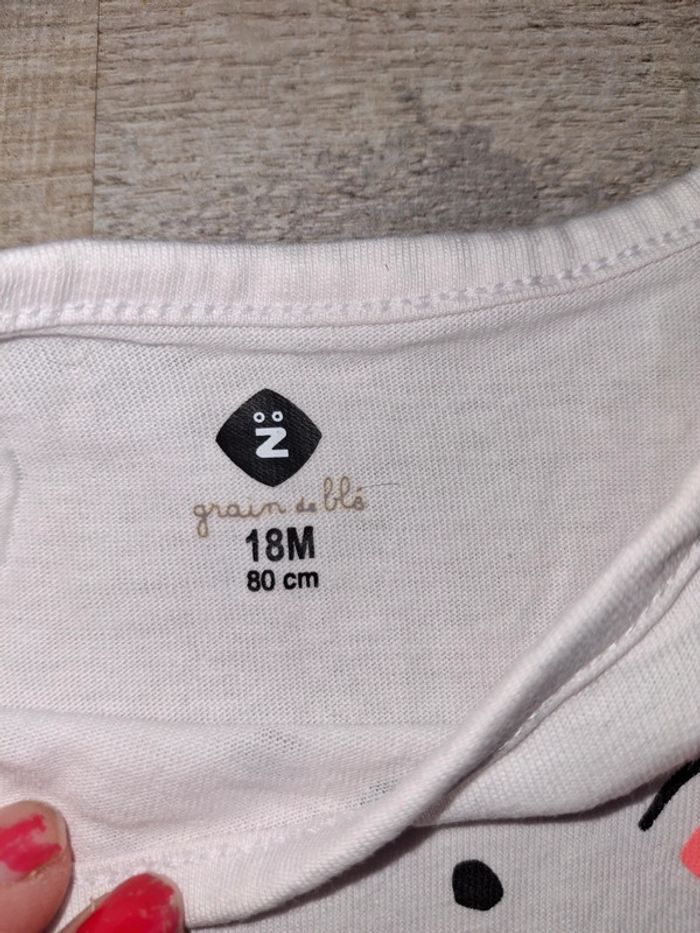 z̈
grain de blé
18M
80 cm